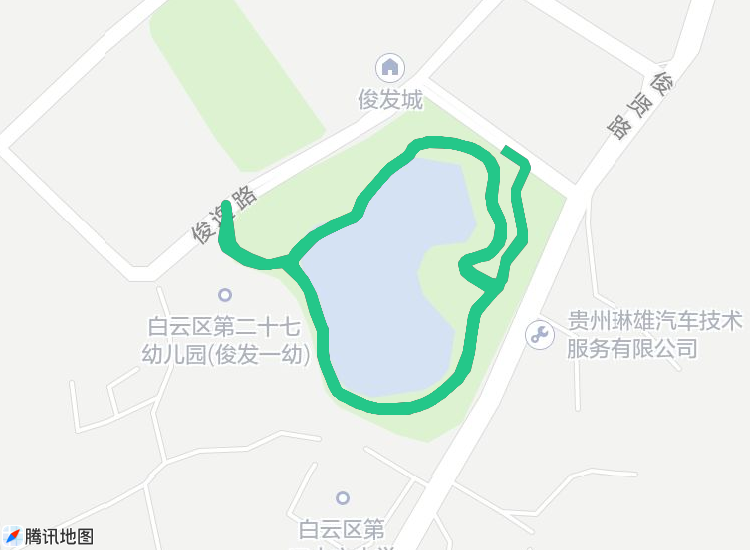 俊发城
俊贤路
俊逸路
白云区第二十七
幼儿园(俊发一幼)
贵州琳雄汽车技术
服务有限公司
白云区第
腾讯地图